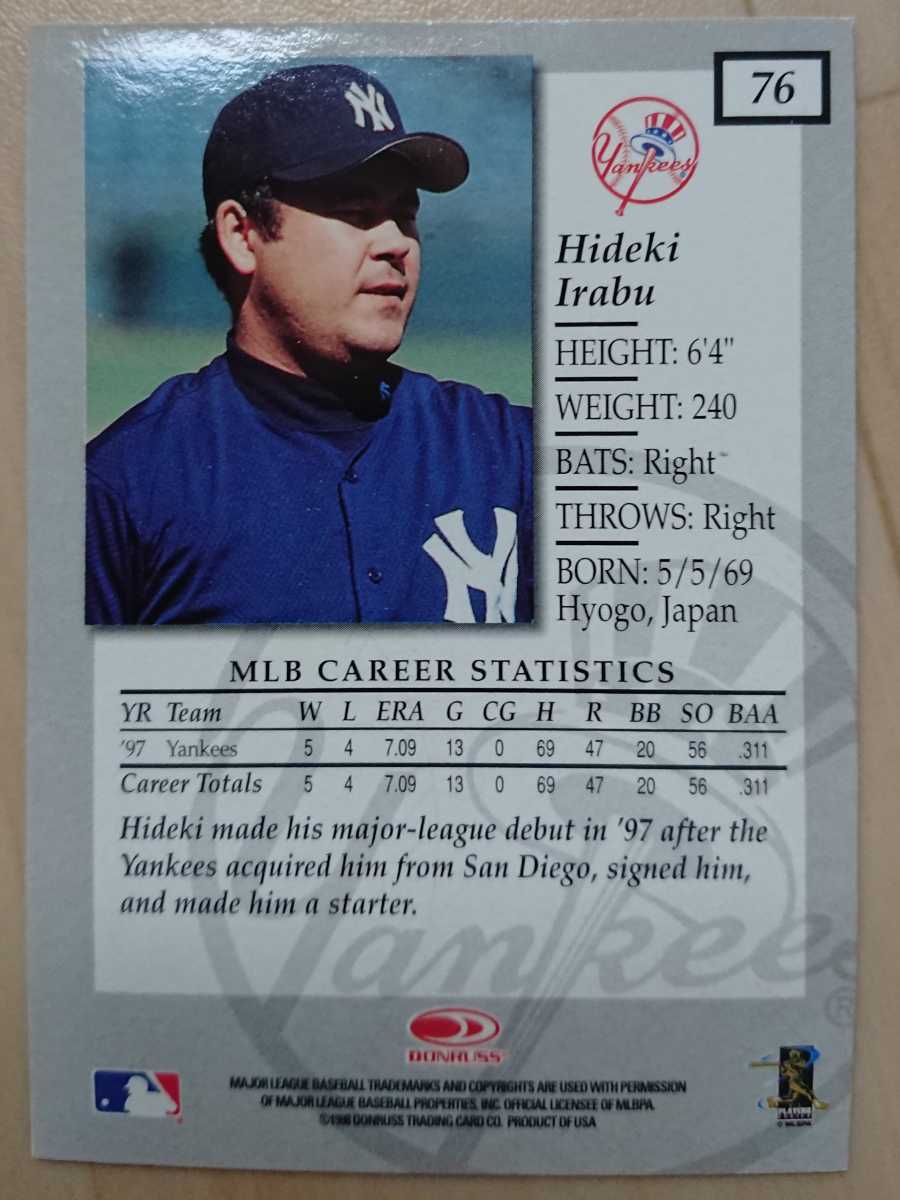 76
NY
Yankees
Hideki
Irabu
HEIGHT: 6'4"
WEIGHT: 240
BATS: Right
THROWS: Right
BORN: 5/5/69
Hyogo, Japan
NY
MLB CAREER STATISTICS
YR Team W L ERA G CG H R BB SO BAA
'97 Yankees 5 4 7.09 13 0 69 47 20 56 .311
Career Totals 5 4 7.09 13 0 69 47 20 56 .311
Hideki made his major-league debut in '97 after the
Yankees acquired him from San Diego, signed him,
and made him a starter.
Yankees
®
DONRUSS
MAJOR LEAGUE BASEBALL TRADEMARKS AND COPYRIGHTS ARE USED WITH PERMISSION
OF MAJOR LEAGUE BASEBALL PROPERTIES, INC. OFFICIAL LICENSEE OF MLBPA
©1998 DONRUSS TRADING CARD CO. PRODUCT OF USA
PLAYERS
© MLBPA